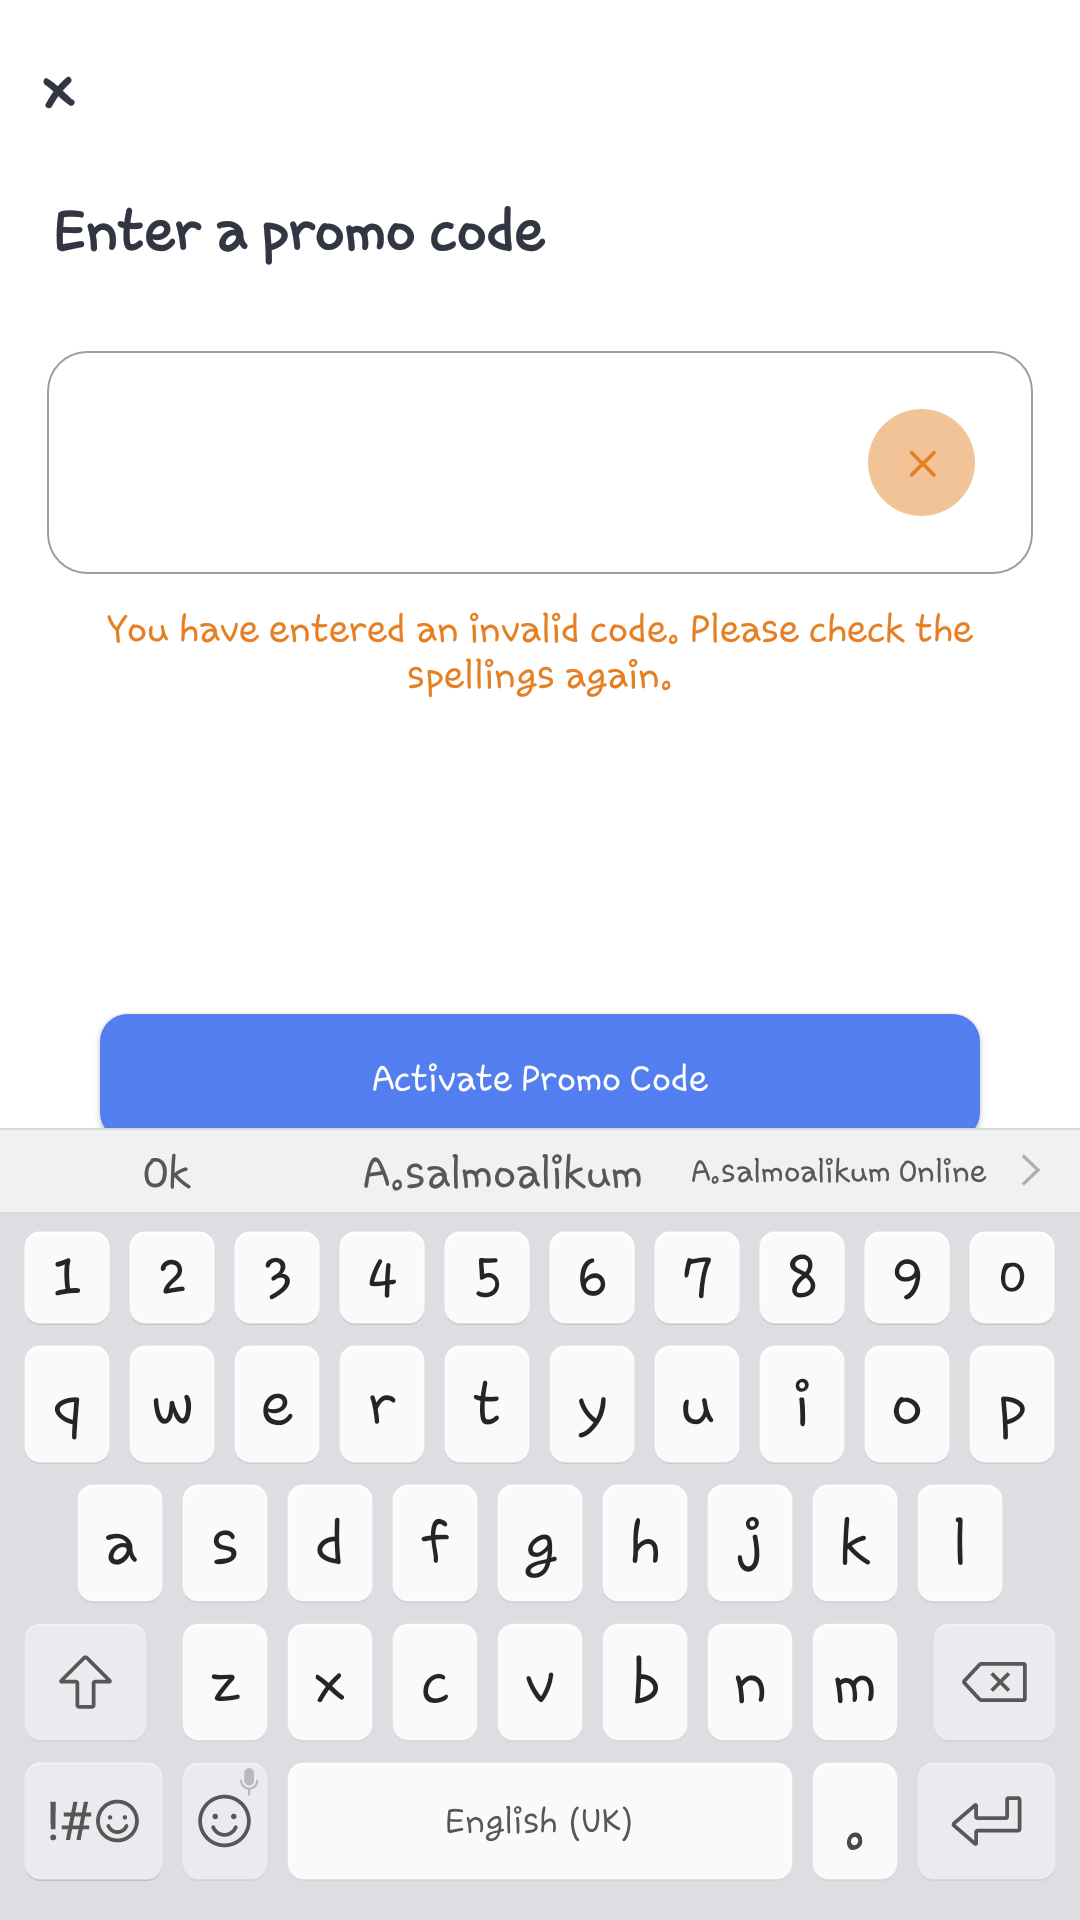 Enter a promo code
You have entered an invalid code. Please check the
spellings again.
Activate Promo Code
Ok A.salmoalikum A.salmoalikum Online
1 2 3 4 5 6 7 8 9 0
q w e r t y u i o p
a s d f g h j k l
z x c v b n m
!#☺ English (UK) .